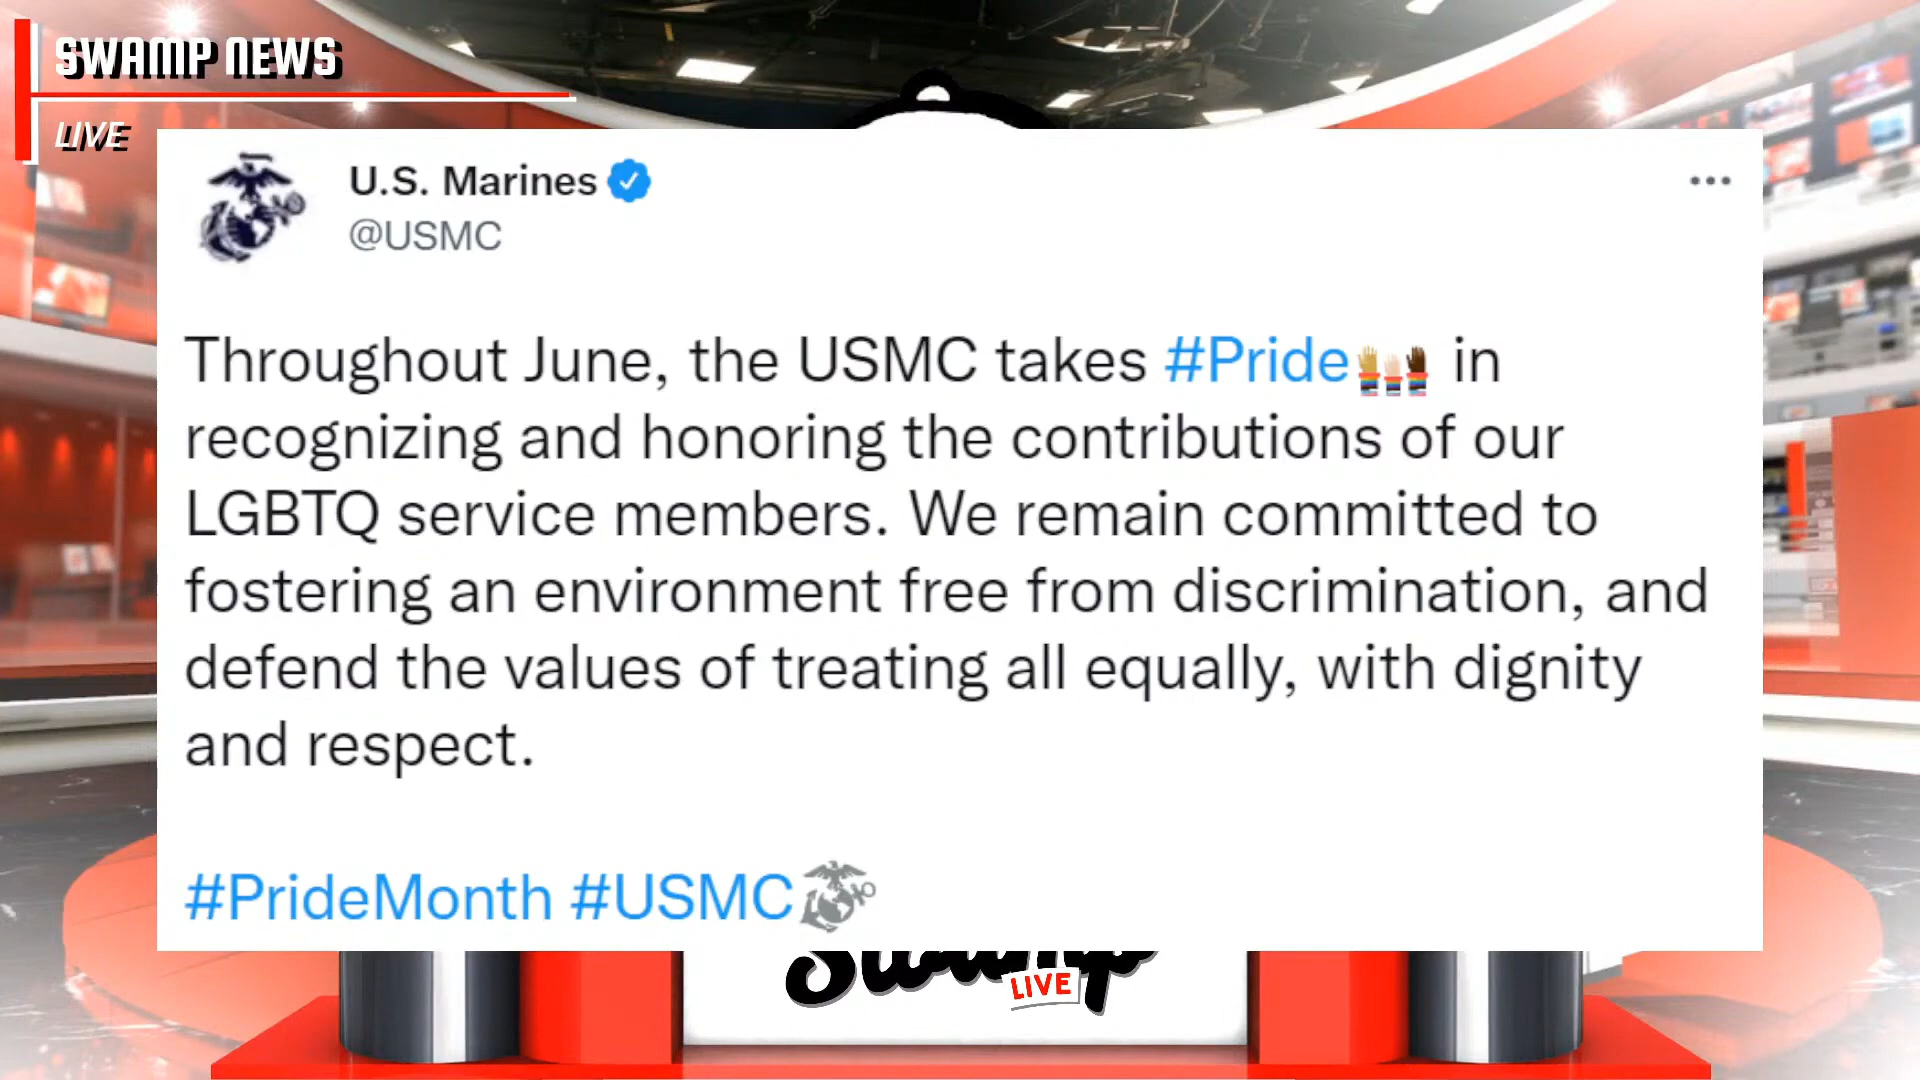 SWAMP NEWS
LIVE
U.S. Marines
@USMC
Throughout June, the USMC takes #Pride in
recognizing and honoring the contributions of our
LGBTQ service members. We remain committed to
fostering an environment free from discrimination, and
defend the values of treating all equally, with dignity
and respect.
#PrideMonth #USMC
Swamp
LIVE